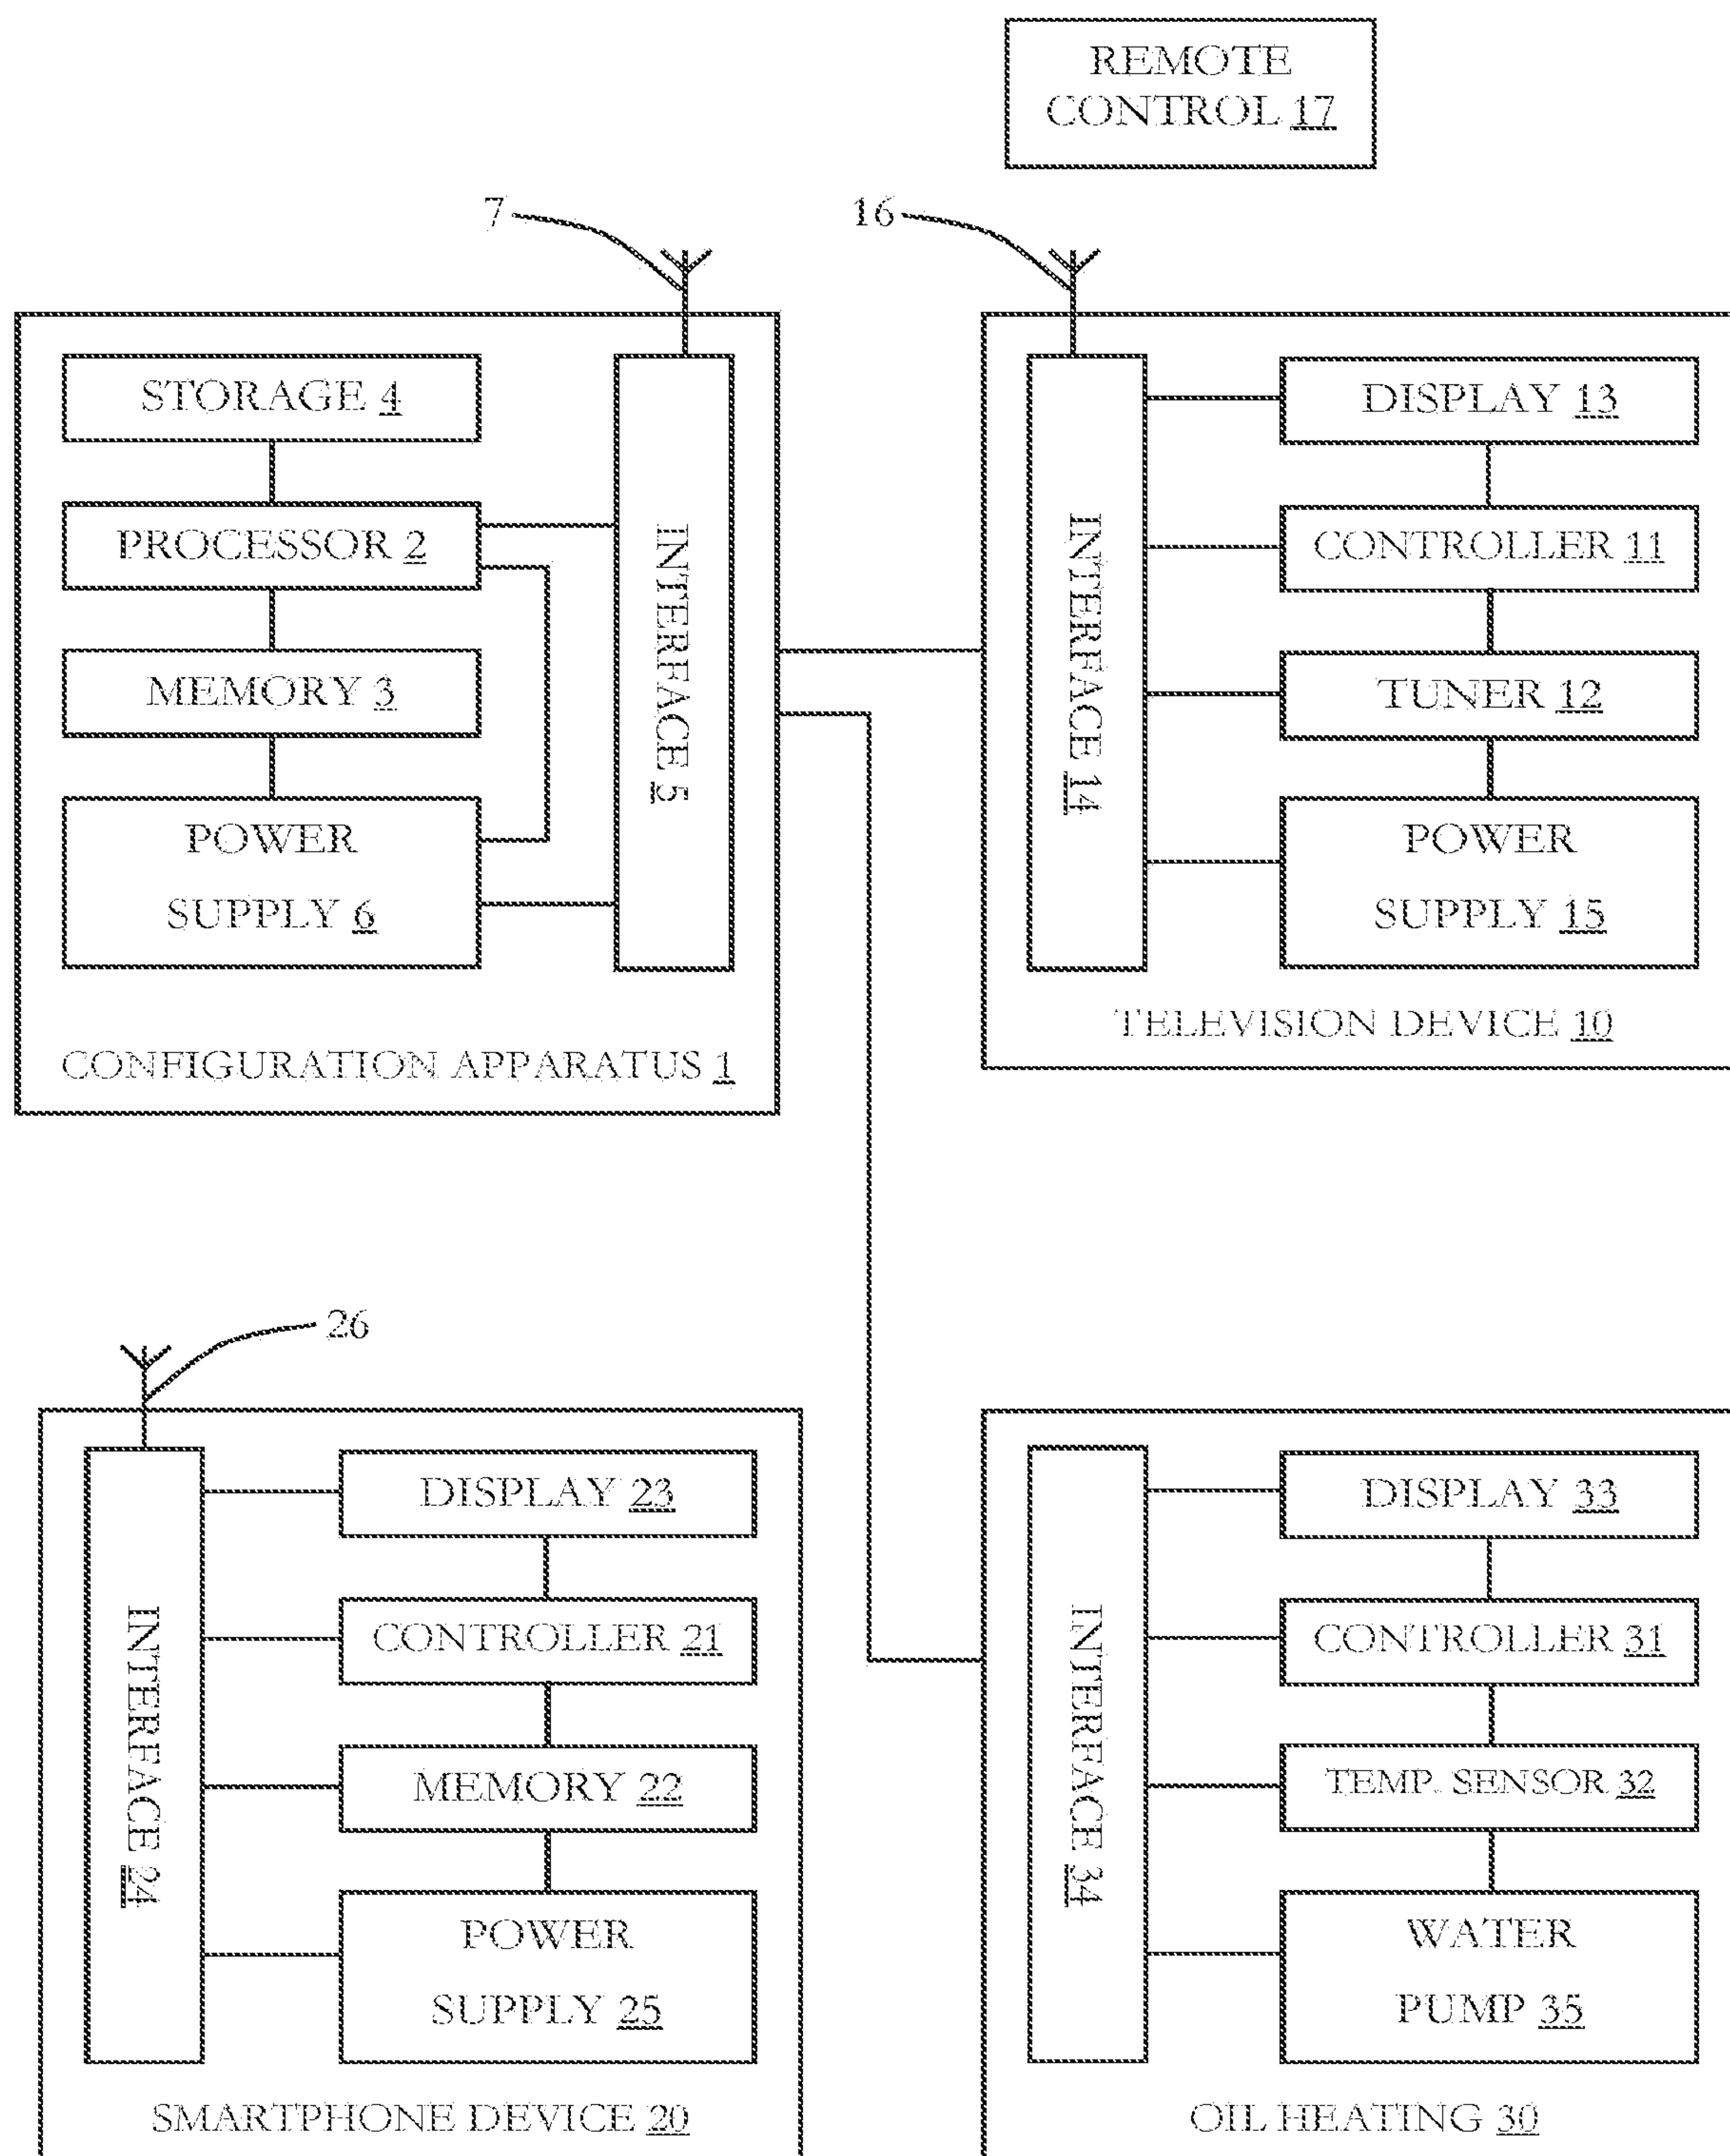 REMOTE
CONTROL 17
7
16
STORAGE 4
PROCESSOR 2
MEMORY 3
POWER
SUPPLY 6
INTERFACE 5
CONFIGURATION APPARATUS 1
INTERFACE 14
DISPLAY 13
CONTROLLER 11
TUNER 12
POWER
SUPPLY 15
TELEVISION DEVICE 10
26
INTERFACE 24
DISPLAY 23
CONTROLLER 21
MEMORY 22
POWER
SUPPLY 25
SMARTPHONE DEVICE 20
INTERFACE 34
DISPLAY 33
CONTROLLER 31
TEMP. SENSOR 32
WATER
PUMP 35
OIL HEATING 30